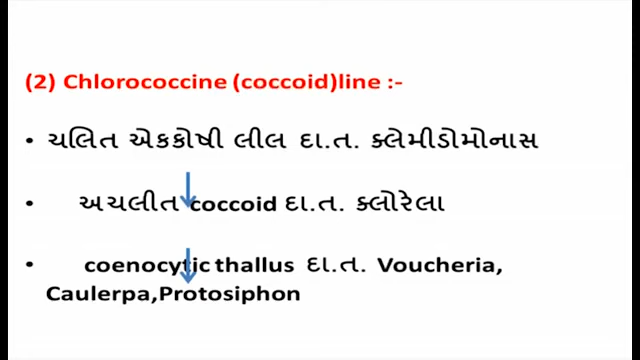 (2) Chlorococcine (coccoid)line :-
• ચલિત એકકોષી લીલ દા.ત. ક્લેમીડોમોનાસ
• અચલીત coccoid દા.ત. ક્લોરેલા
• coenocytic thallus દા.ત. Voucheria,
Caulerpa,Protosiphon